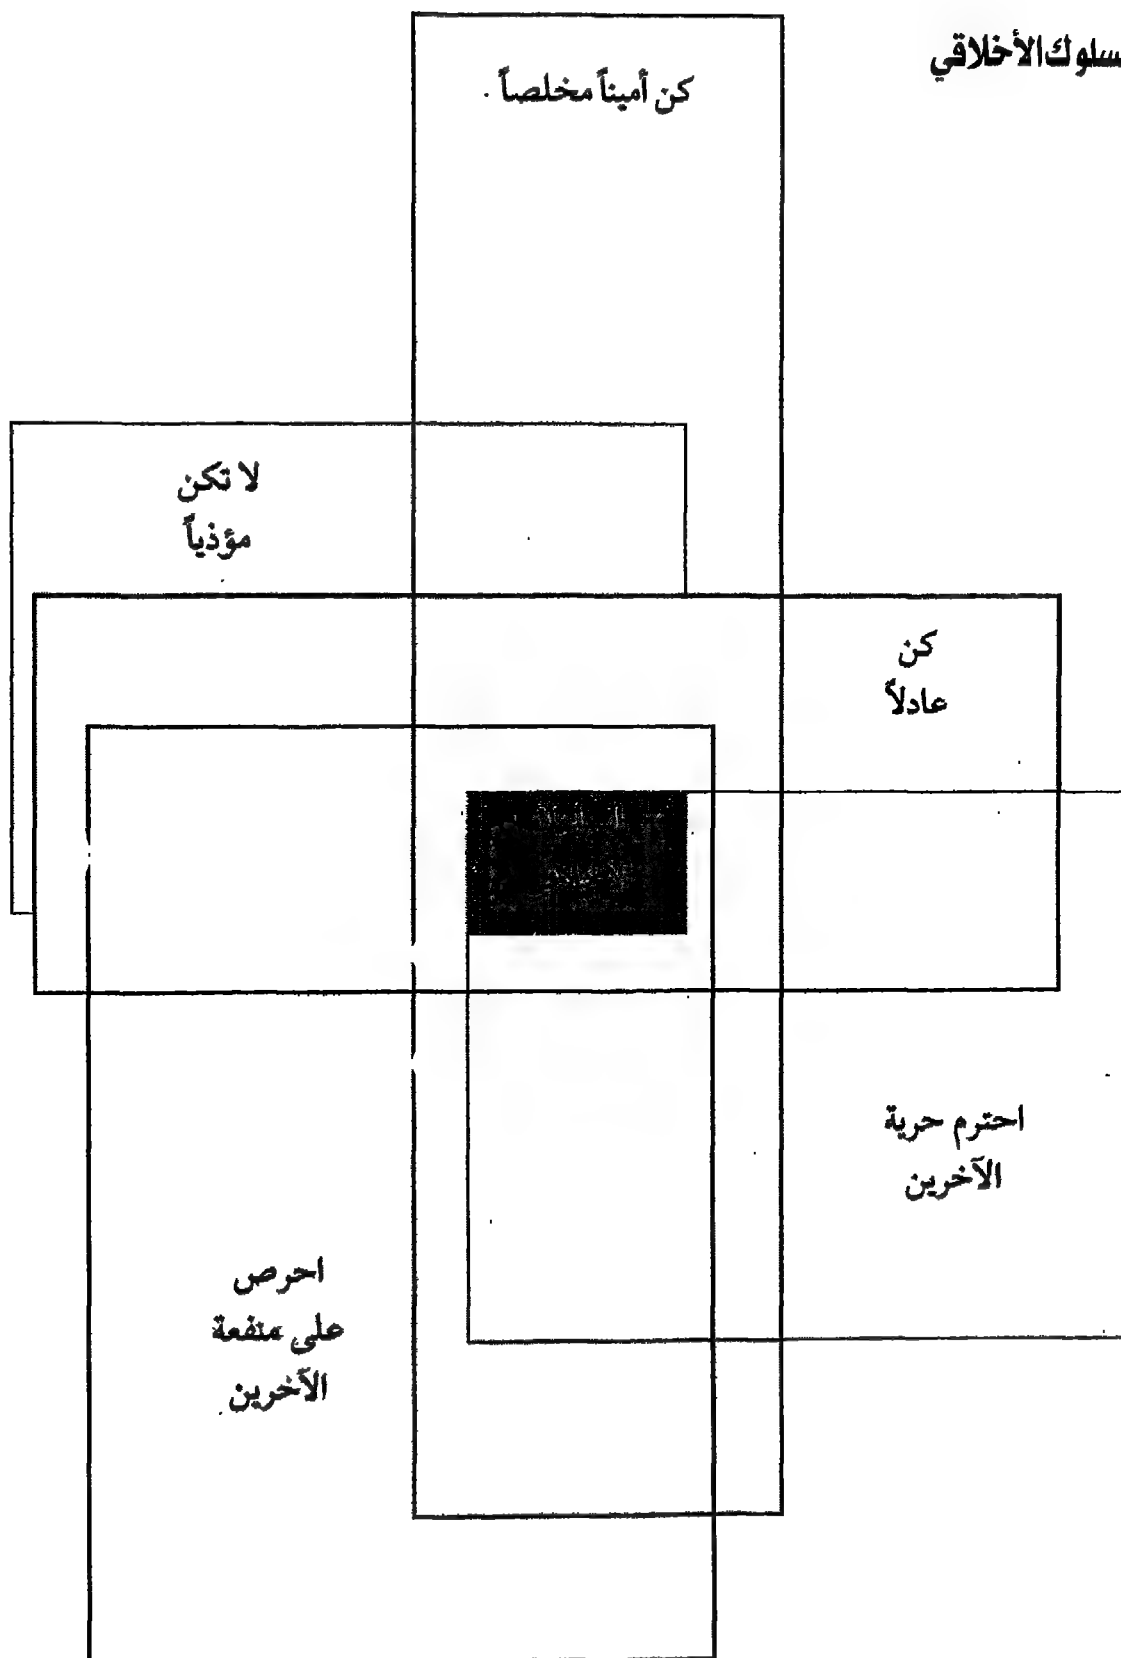 سلوك الأخلاقي
كن أميناً مخلصاً .
لا تكن
مؤذياً
كن
عادلاً
احترم حرية
الآخرين
احرص
على منفعة
الآخرين